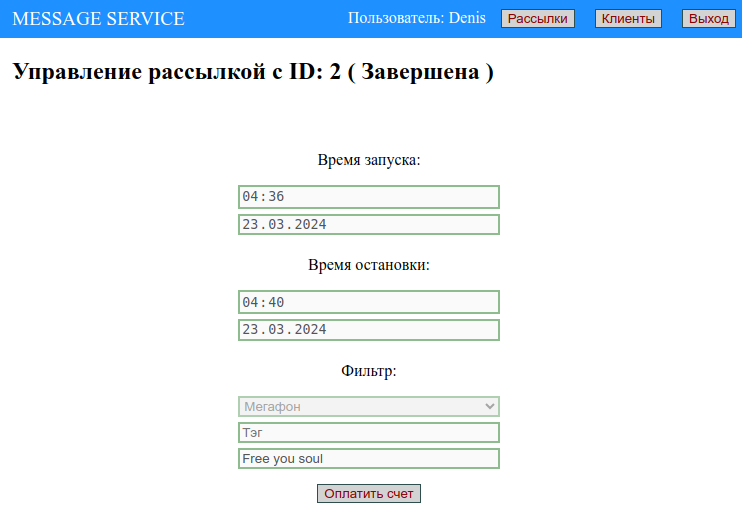 MESSAGE SERVICE Пользователь: Denis Рассылки Клиенты Выход
Управление рассылкой с ID: 2 ( Завершена )
Время запуска:
04:36
23.03.2024
Время остановки:
04:40
23.03.2024
Фильтр:
Мегафон
Тэг
Free you soul
Оплатить счет